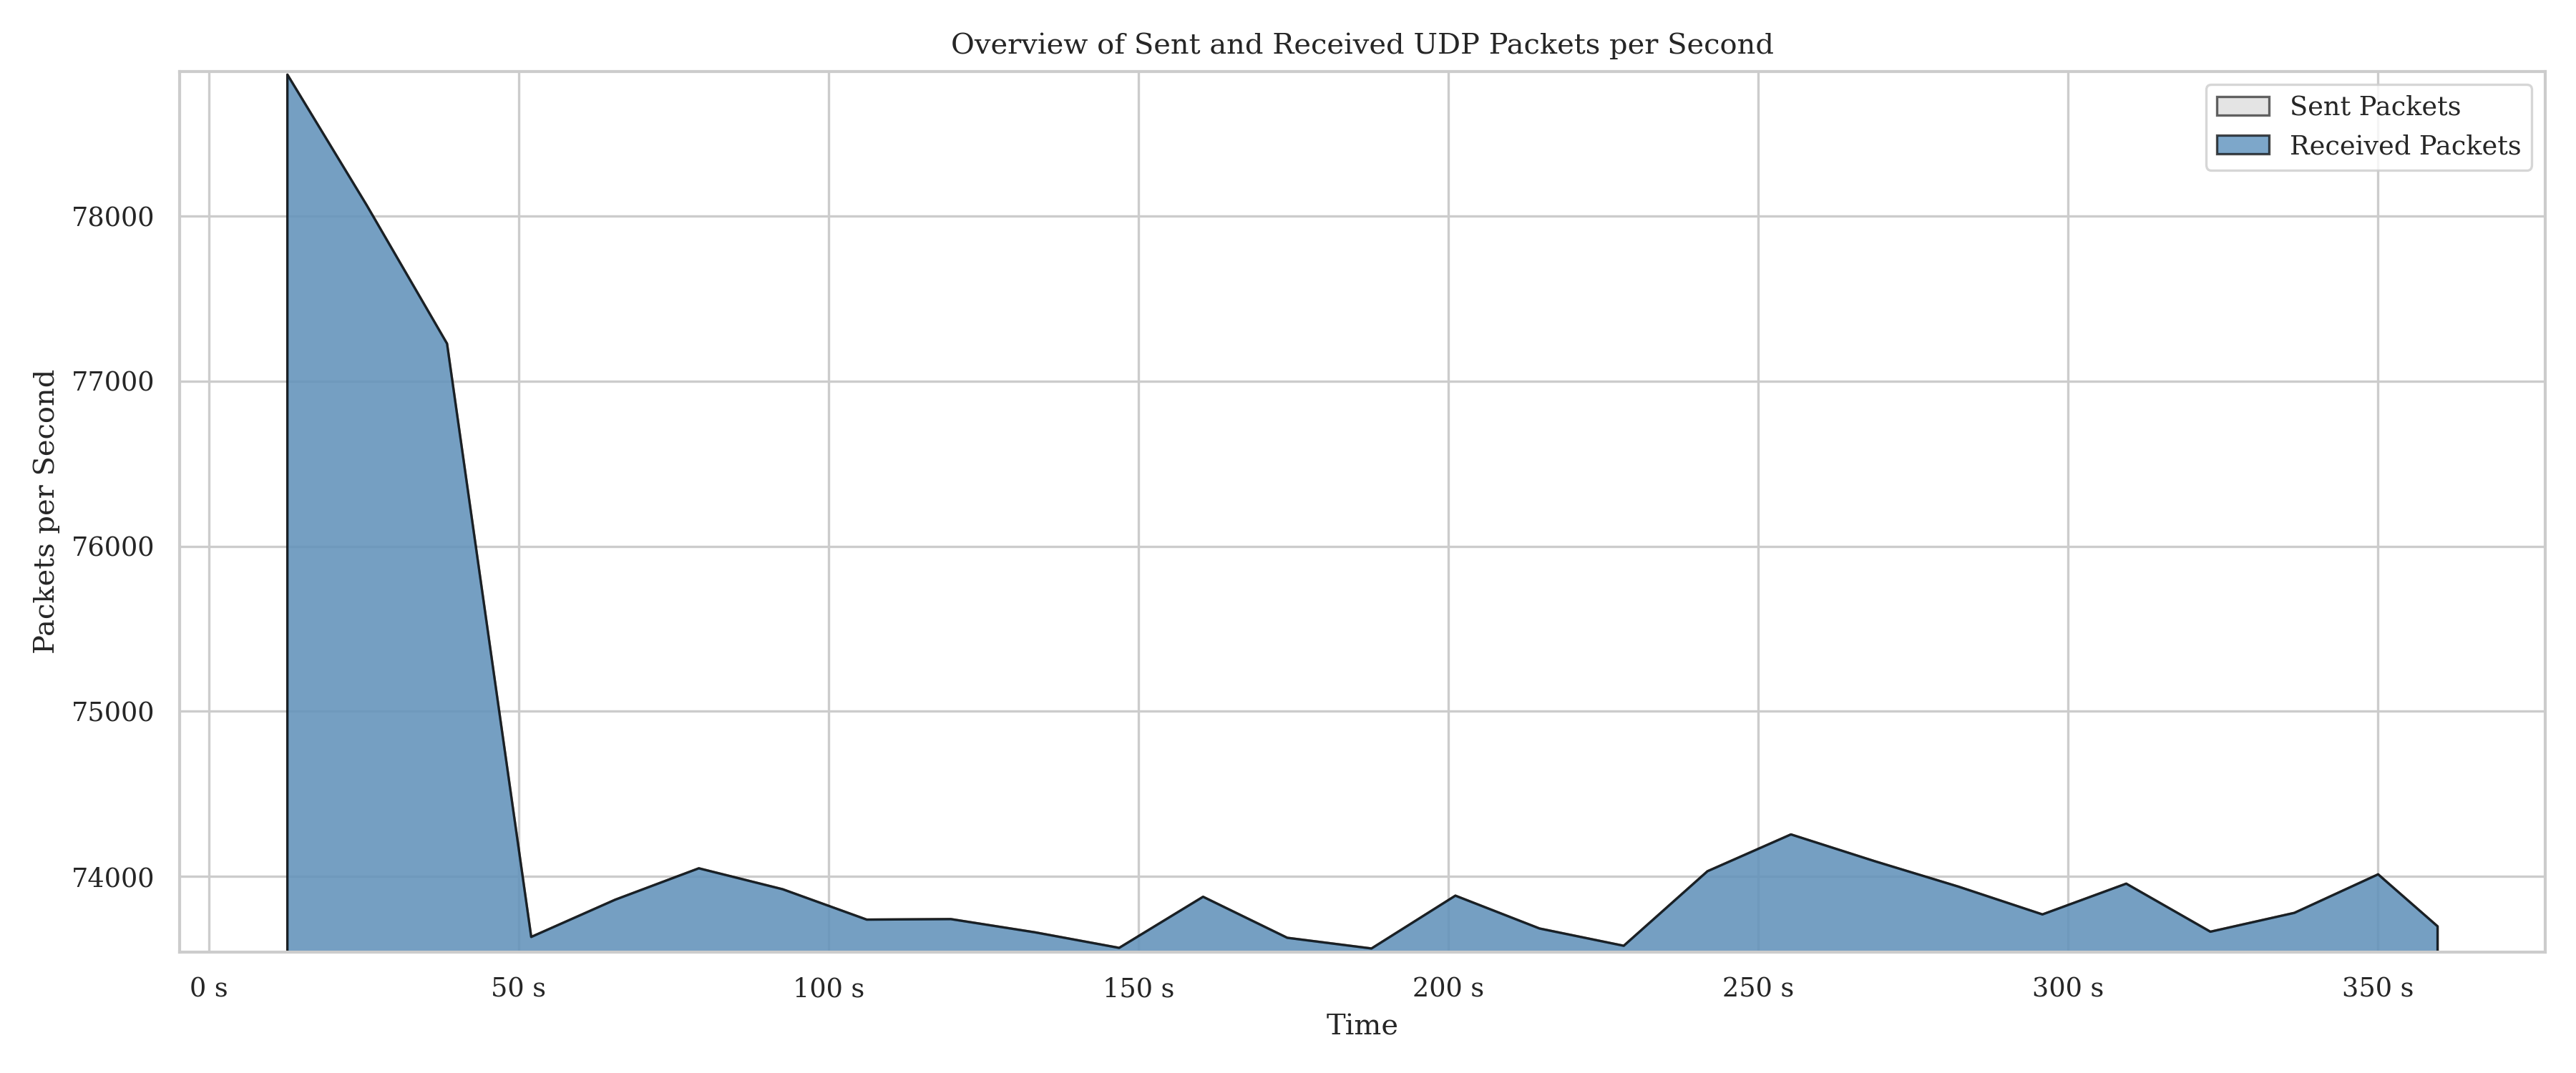 Overview of Sent and Received UDP Packets per Second
Sent Packets
Received Packets
Packets per Second
78000
77000
76000
75000
74000
0 s 50 s 100 s 150 s 200 s 250 s 300 s 350 s
Time